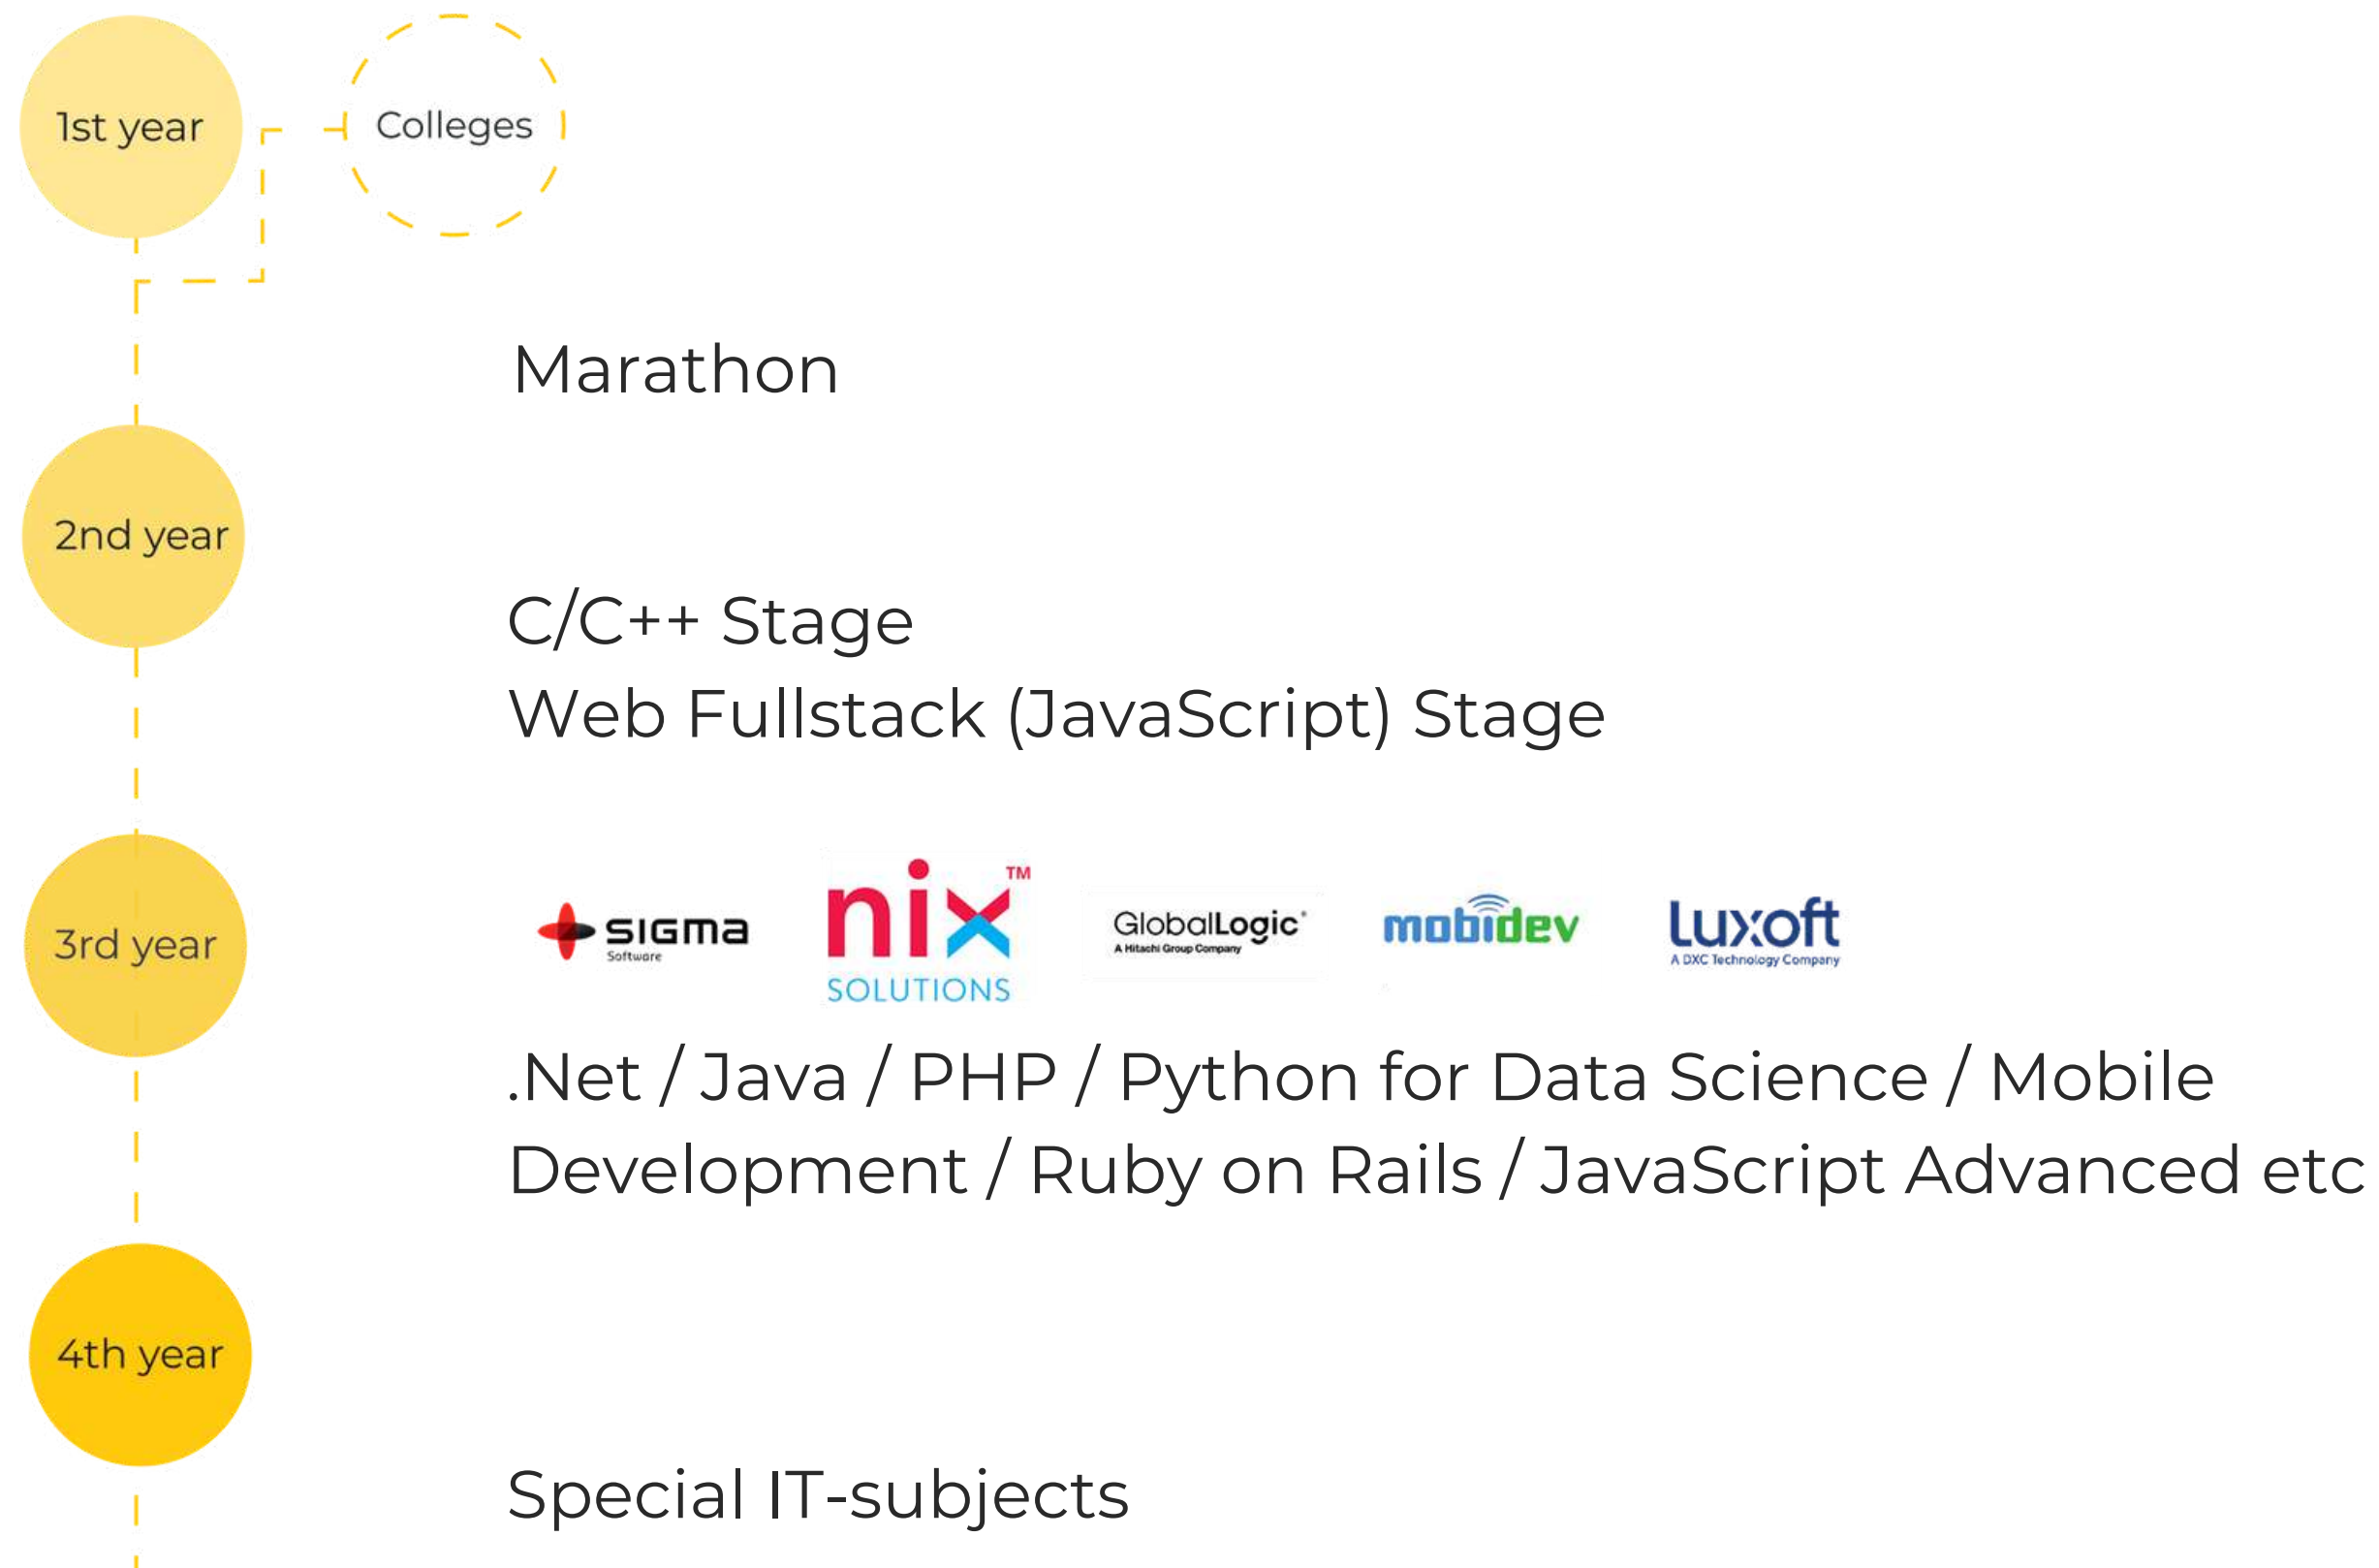 1st year
Colleges
Marathon
2nd year
C/C++ Stage
Web Fullstack (JavaScript) Stage
3rd year
SIGMA
Software
nix TM
SOLUTIONS
GlobalLogic®
A Hitachi Group Company
mobidev
Luxoft
A DXC Technology Company
.Net / Java / PHP / Python for Data Science / Mobile
Development / Ruby on Rails / JavaScript Advanced etc
4th year
Special IT-subjects